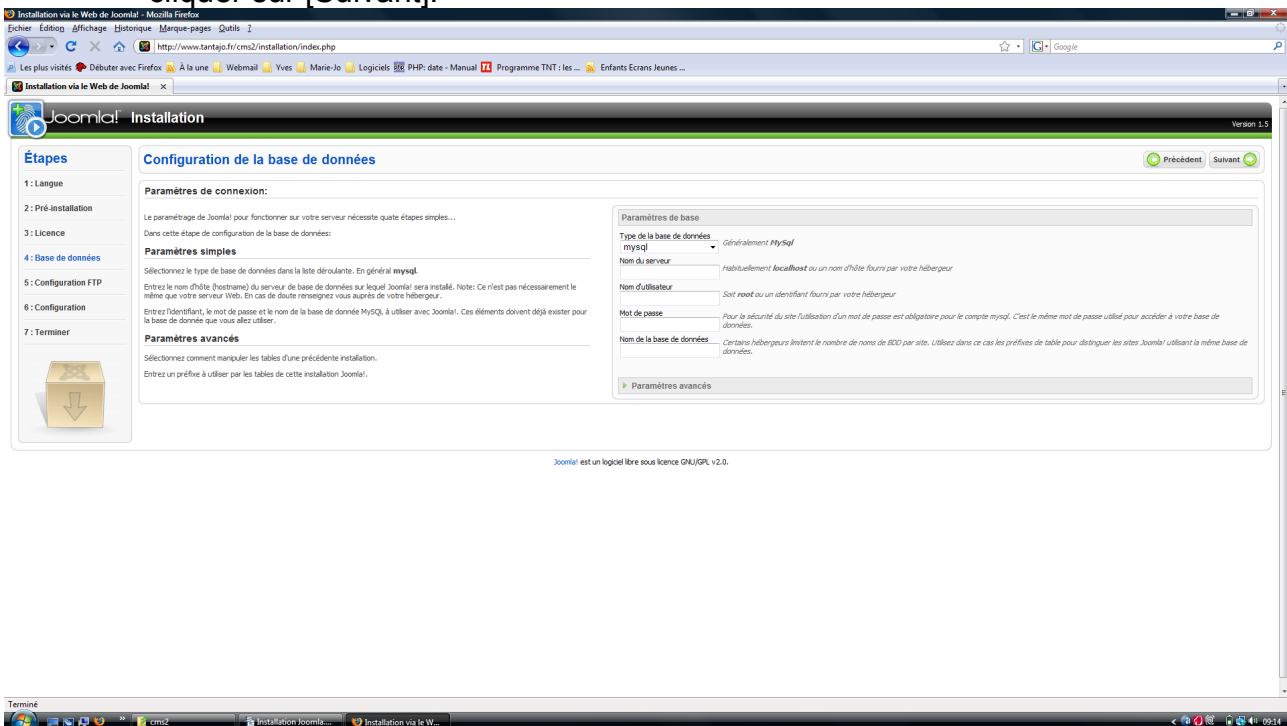 cliquer sur [Suivant].
Installation via le Web de Joomla! - Mozilla Firefox
Fichier Édition Affichage Historique Marque-pages Outils ?
http://www.tantajo.fr/cms2/installation/index.php
Google
Les plus visités Débuter avec Firefox À la une Webmail Yves Marie-Jo Logiciels PHP: date - Manual Programme TNT : les ... Enfants Ecrans Jeunes ...
Installation via le Web de Joomla!
Joomla! Installation
Version 1.5
Étapes
1 : Langue
2 : Pré-installation
3 : Licence
4 : Base de données
5 : Configuration FTP
6 : Configuration
7 : Terminer
Configuration de la base de données
Précédent Suivant
Paramètres de connexion:
Le paramétrage de Joomla! pour fonctionner sur votre serveur nécessite quate étapes simples...
Dans cette étape de configuration de la base de données:
Paramètres simples
Sélectionnez le type de base de données dans la liste déroulante. En général mysql.
Entrez le nom d'hôte (hostname) du serveur de base de données sur lequel Joomla! sera installé. Note: Ce n'est pas nécessairement le
même que votre serveur Web. En cas de doute renseignez vous auprès de votre hébergeur.
Entrez l'identifiant, le mot de passe et le nom de la base de donnée MySQL à utiliser avec Joomla!. Ces éléments doivent déjà exister pour
la base de donnée que vous allez utiliser.
Paramètres avancés
Sélectionnez comment manipuler les tables d'une précédente installation.
Entrez un préfixe à utiliser par les tables de cette installation Joomla!.
Paramètres de base
Type de la base de données
mysql
Généralement MySql
Nom du serveur
Habituellement localhost ou un nom d'hôte fourni par votre hébergeur
Nom d'utilisateur
Soit root ou un identifiant fourni par votre hébergeur
Mot de passe
Pour la sécurité du site l'utilisation d'un mot de passe est obligatoire pour le compte mysql. C'est le même mot de passe utilisé pour accéder à votre base de
données.
Nom de la base de données
Certains hébergeurs limitent le nombre de noms de BDD par site. Utilisez dans ce cas les préfixes de table pour distinguer les sites Joomla! utilisant la même base de
données.
Paramètres avancés
Joomla! est un logiciel libre sous licence GNU/GPL v2.0.
Terminé
cms2 Installation Joomla.... Installation via le W... 09:14